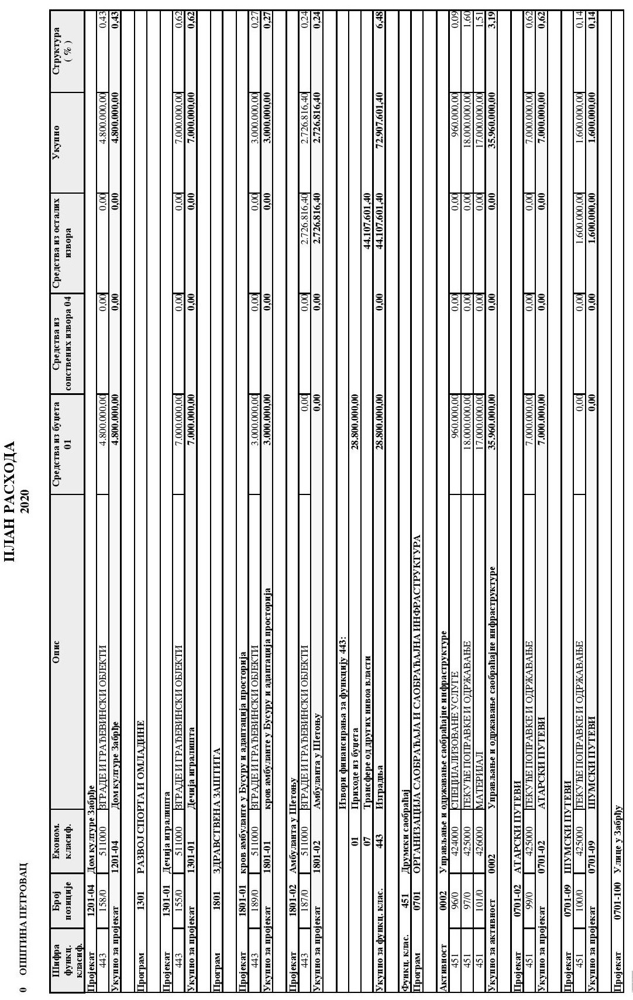 ПЛАН РАСХОДА
2020
0 ОПШТИНА ПЕТРОВАЦ
Шифра функц. класиф. Број позиције Економ. класиф. Опис Средства из буџета 01 Средства из сопствених извора 04 Средства из осталих извора Укупно Структура ( % )
Пројекат 1201-04 Дом културе Забрђе
443 158/0 511000 ЗГРАДЕ И ГРАЂЕВИНСКИ ОБЈЕКТИ 4.800.000,00 0,00 0,00 4.800.000,00 0,43
Укупно за пројекат 1201-04 Дом културе Забрђе 4.800.000,00 0,00 0,00 4.800.000,00 0,43
Програм 1301 РАЗВОЈ СПОРТА И ОМЛАДИНЕ
Пројекат 1301-01 Дечија игралишта
443 155/0 511000 ЗГРАДЕ И ГРАЂЕВИНСКИ ОБЈЕКТИ 7.000.000,00 0,00 0,00 7.000.000,00 0,62
Укупно за пројекат 1301-01 Дечија игралишта 7.000.000,00 0,00 0,00 7.000.000,00 0,62
Програм 1801 ЗДРАВСТВЕНА ЗАШТИТА
Пројекат 1801-01 кров амбуланте у Бусуру и адаптација просторија
443 189/0 511000 ЗГРАДЕ И ГРАЂЕВИНСКИ ОБЈЕКТИ 3.000.000,00 0,00 0,00 3.000.000,00 0,27
Укупно за пројекат 1801-01 кров амбуланте у Бусуру и адаптација просторија 3.000.000,00 0,00 0,00 3.000.000,00 0,27
Пројекат 1801-02 Амбуланта у Шетоњу
443 187/0 511000 ЗГРАДЕ И ГРАЂЕВИНСКИ ОБЈЕКТИ 0,00 0,00 2.726.816,40 2.726.816,40 0,24
Укупно за пројекат 1801-02 Амбуланта у Шетоњу 0,00 0,00 2.726.816,40 2.726.816,40 0,24
Извори финансирања за функцију 443:
01 Приходе из буџета 28.800.000,00
07 Трансфере од других нивоа власти 44.107.601,40
Укупно за функц. клас. 443 Изградња 28.800.000,00 0,00 44.107.601,40 72.907.601,40 6,48
Функц. клас. 451 Друмски саобраћај
Програм 0701 ОРГАНИЗАЦИЈА САОБРАЋАЈА И САОБРАЋАЈНА ИНФРАСТРУКТУРА
Активност 0002 Управљање и одржавање саобраћајне инфраструктуре
451 96/0 424000 СПЕЦИЈАЛИЗОВАНЕ УСЛУГЕ 960.000,00 0,00 0,00 960.000,00 0,09
451 97/0 425000 ТЕКУЋЕ ПОПРАВКЕ И ОДРЖАВАЊЕ 18.000.000,00 0,00 0,00 18.000.000,00 1,60
451 101/0 426000 МАТЕРИЈАЛ 17.000.000,00 0,00 0,00 17.000.000,00 1,51
Укупно за активност 0002 Управљање и одржавање саобраћајне инфраструктуре 35.960.000,00 0,00 0,00 35.960.000,00 3,19
Пројекат 0701-02 АТАРСКИ ПУТЕВИ
451 99/0 425000 ТЕКУЋЕ ПОПРАВКЕ И ОДРЖАВАЊЕ 7.000.000,00 0,00 0,00 7.000.000,00 0,62
Укупно за пројекат 0701-02 АТАРСКИ ПУТЕВИ 7.000.000,00 0,00 0,00 7.000.000,00 0,62
Пројекат 0701-09 ШУМСКИ ПУТЕВИ
451 100/0 425000 ТЕКУЋЕ ПОПРАВКЕ И ОДРЖАВАЊЕ 0,00 0,00 1.600.000,00 1.600.000,00 0,14
Укупно за пројекат 0701-09 ШУМСКИ ПУТЕВИ 0,00 0,00 1.600.000,00 1.600.000,00 0,14
Пројекат 0701-100 Улице у Забрђу